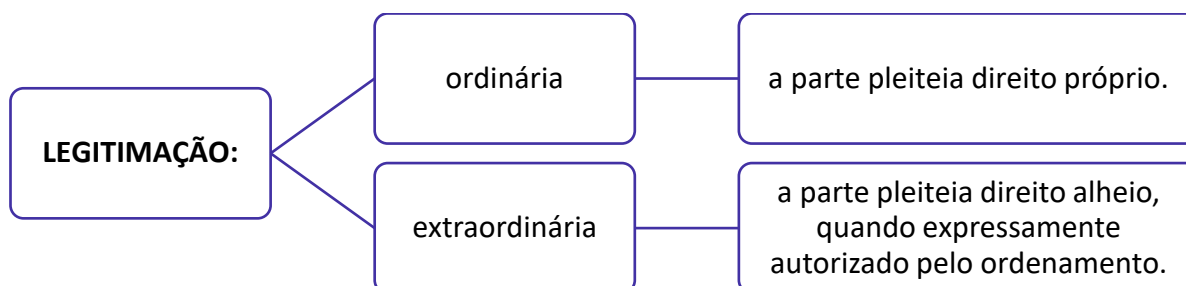 LEGITIMAÇÃO:
ordinária
a parte pleiteia direito próprio.
extraordinária
a parte pleiteia direito alheio,
quando expressamente
autorizado pelo ordenamento.